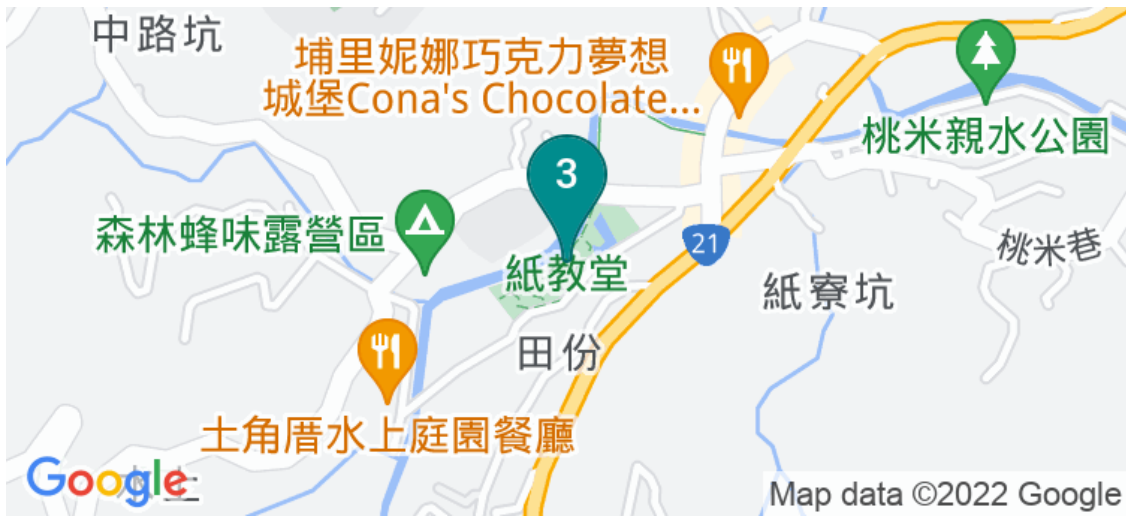 中路坑
埔里妮娜巧克力夢想
城堡Cona's Chocolate...
3
桃米親水公園
森林蜂味露營區
紙教堂
21
桃米巷
紙寮坑
田份
土角厝水上庭園餐廳
Google
Map data ©2022 Google